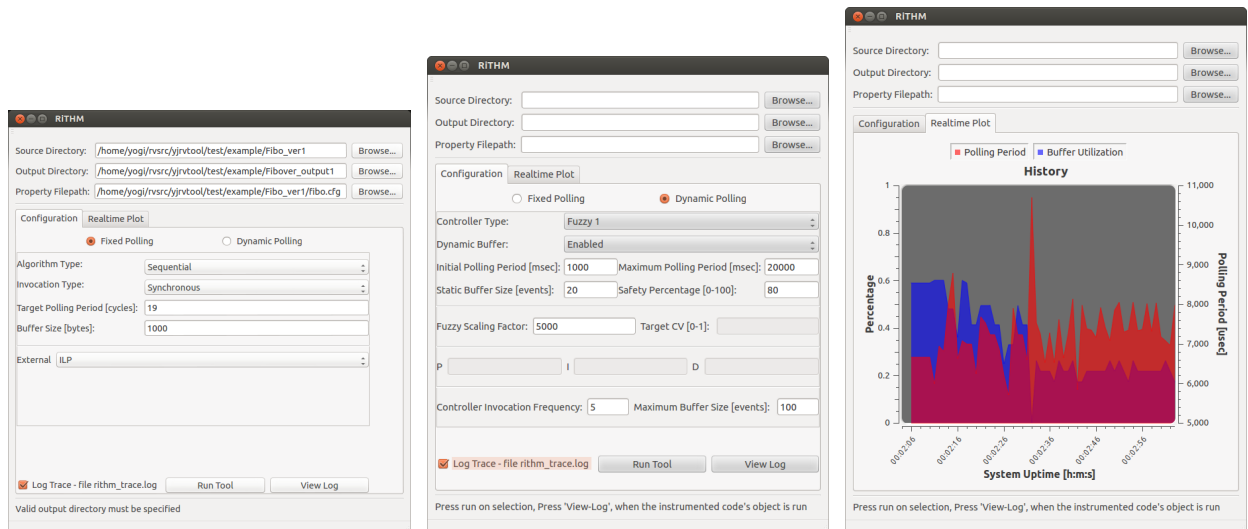 RiTHM
Source Directory: /home/yogi/rvsrc/yjrvtool/test/example/Fibo_ver1 Browse...
Output Directory: /home/yogi/rvsrc/yjrvtool/test/example/Fibover_output1 Browse...
Property Filepath: /home/yogi/rvsrc/yjrvtool/test/example/Fibo_ver1/fibo.cfg Browse...
Configuration Realtime Plot
Fixed Polling Dynamic Polling
Algorithm Type: Sequential
Invocation Type: Synchronous
Target Polling Period [cycles]: 19
Buffer Size [bytes]: 1000
External ILP
Log Trace - file rithm_trace.log Run Tool View Log
Valid output directory must be specified
RiTHM
Source Directory: Browse...
Output Directory: Browse...
Property Filepath: Browse...
Configuration Realtime Plot
Fixed Polling Dynamic Polling
Controller Type: Fuzzy 1
Dynamic Buffer: Enabled
Initial Polling Period [msec]: 1000 Maximum Polling Period [msec]: 20000
Static Buffer Size [events]: 20 Safety Percentage [0-100]: 80
Fuzzy Scaling Factor: 5000 Target CV [0-1]:
P I D
Controller Invocation Frequency: 5 Maximum Buffer Size [events]: 100
Log Trace - file rithm_trace.log Run Tool View Log
Press run on selection, Press 'View-Log', when the instrumented code's object is run
RiTHM
Source Directory: Browse...
Output Directory: Browse...
Property Filepath: Browse...
Configuration Realtime Plot
Polling Period Buffer Utilization
History
1 11,000
10,000
0.8
9,000
0.6
8,000
0.4
7,000
0.2 6,000
0 5,000
Percentage
Polling Period [usec]
00:02:06 00:02:16 00:02:26 00:02:36 00:02:46 00:02:56
System Uptime [h:m:s]
Press run on selection, Press 'View-Log', when the instrumented code's object is run